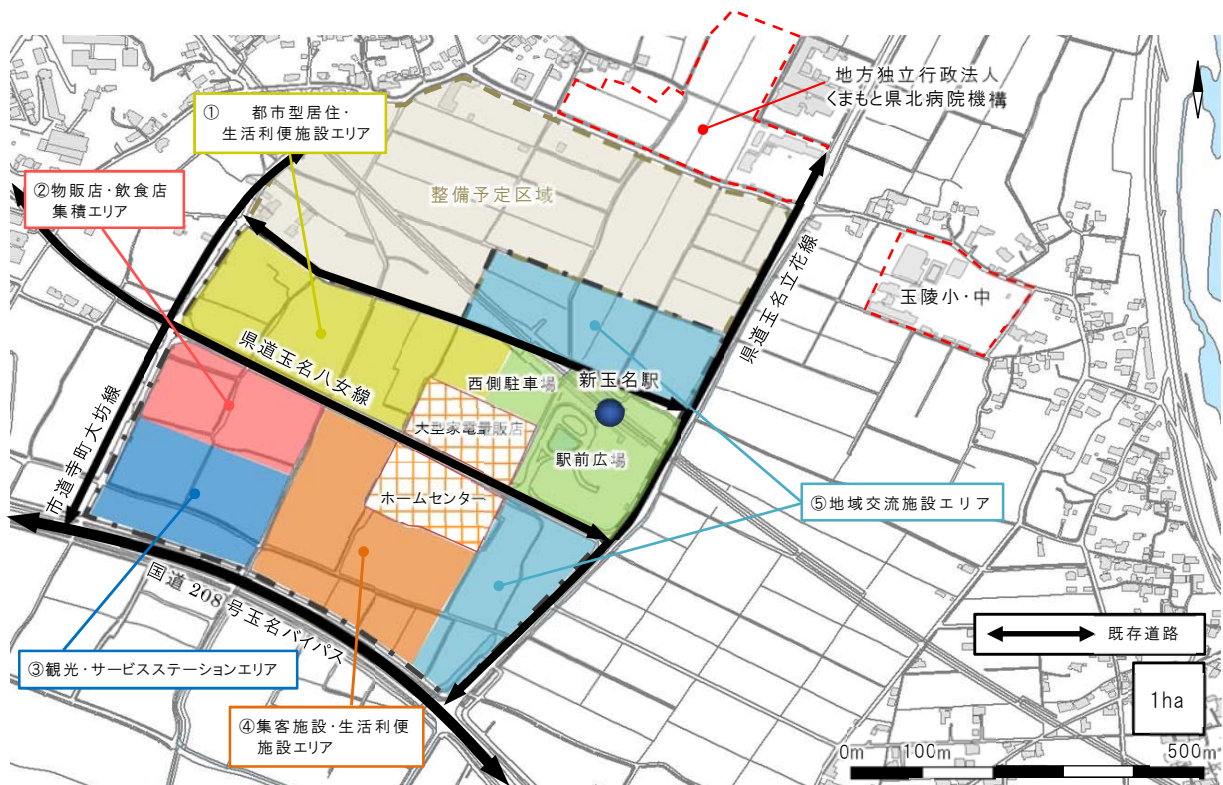 地方独立行政法人
くまもと県北病院機構
① 都市型居住・
生活利便施設エリア
②物販店・飲食店
集積エリア
整備予定区域
玉陵小・中
県道玉名立花線
県道玉名八女線
西側駐車場
新玉名駅
大型家電量販店
駅前広場
ホームセンター
市道寺町大坊線
⑤地域交流施設エリア
国道208号玉名バイパス
既存道路
③観光・サービスステーションエリア
1ha
④集客施設・生活利便
施設エリア
0m 100m 500m